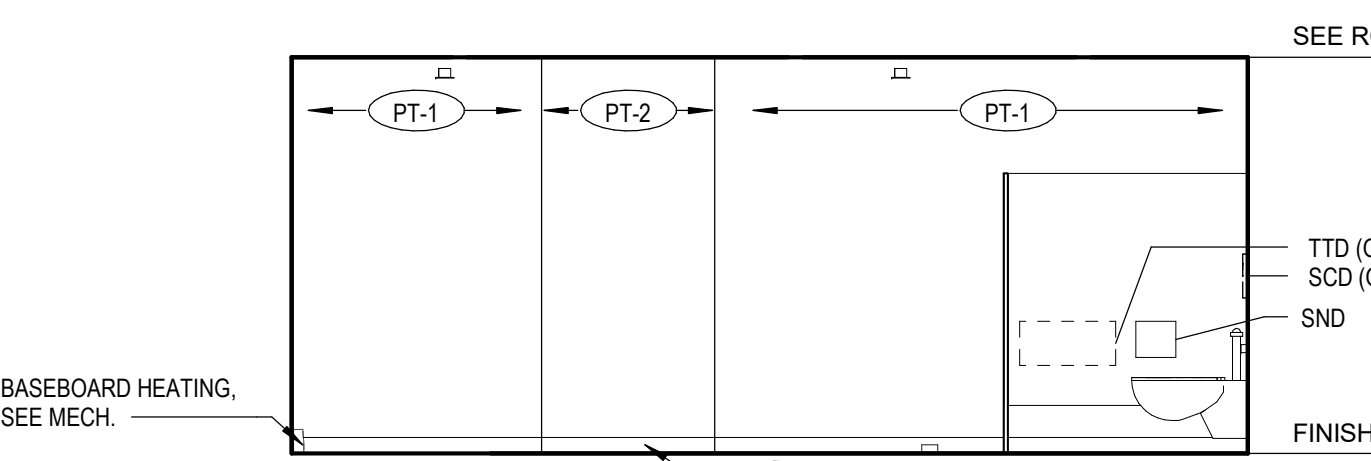 SEE
PT-1
PT-2
PT-1
TTD
SCD
SND
BASEBOARD HEATING,
SEE MECH.
FINISH